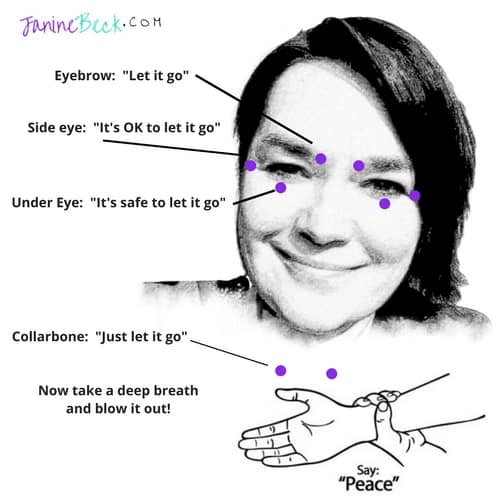 JanineBeck.com
Eyebrow: "Let it go"
Side eye: "It's OK to let it go"
Under Eye: "It's safe to let it go"
Collarbone: "Just let it go"
Now take a deep breath
and blow it out!
Say:
"Peace"